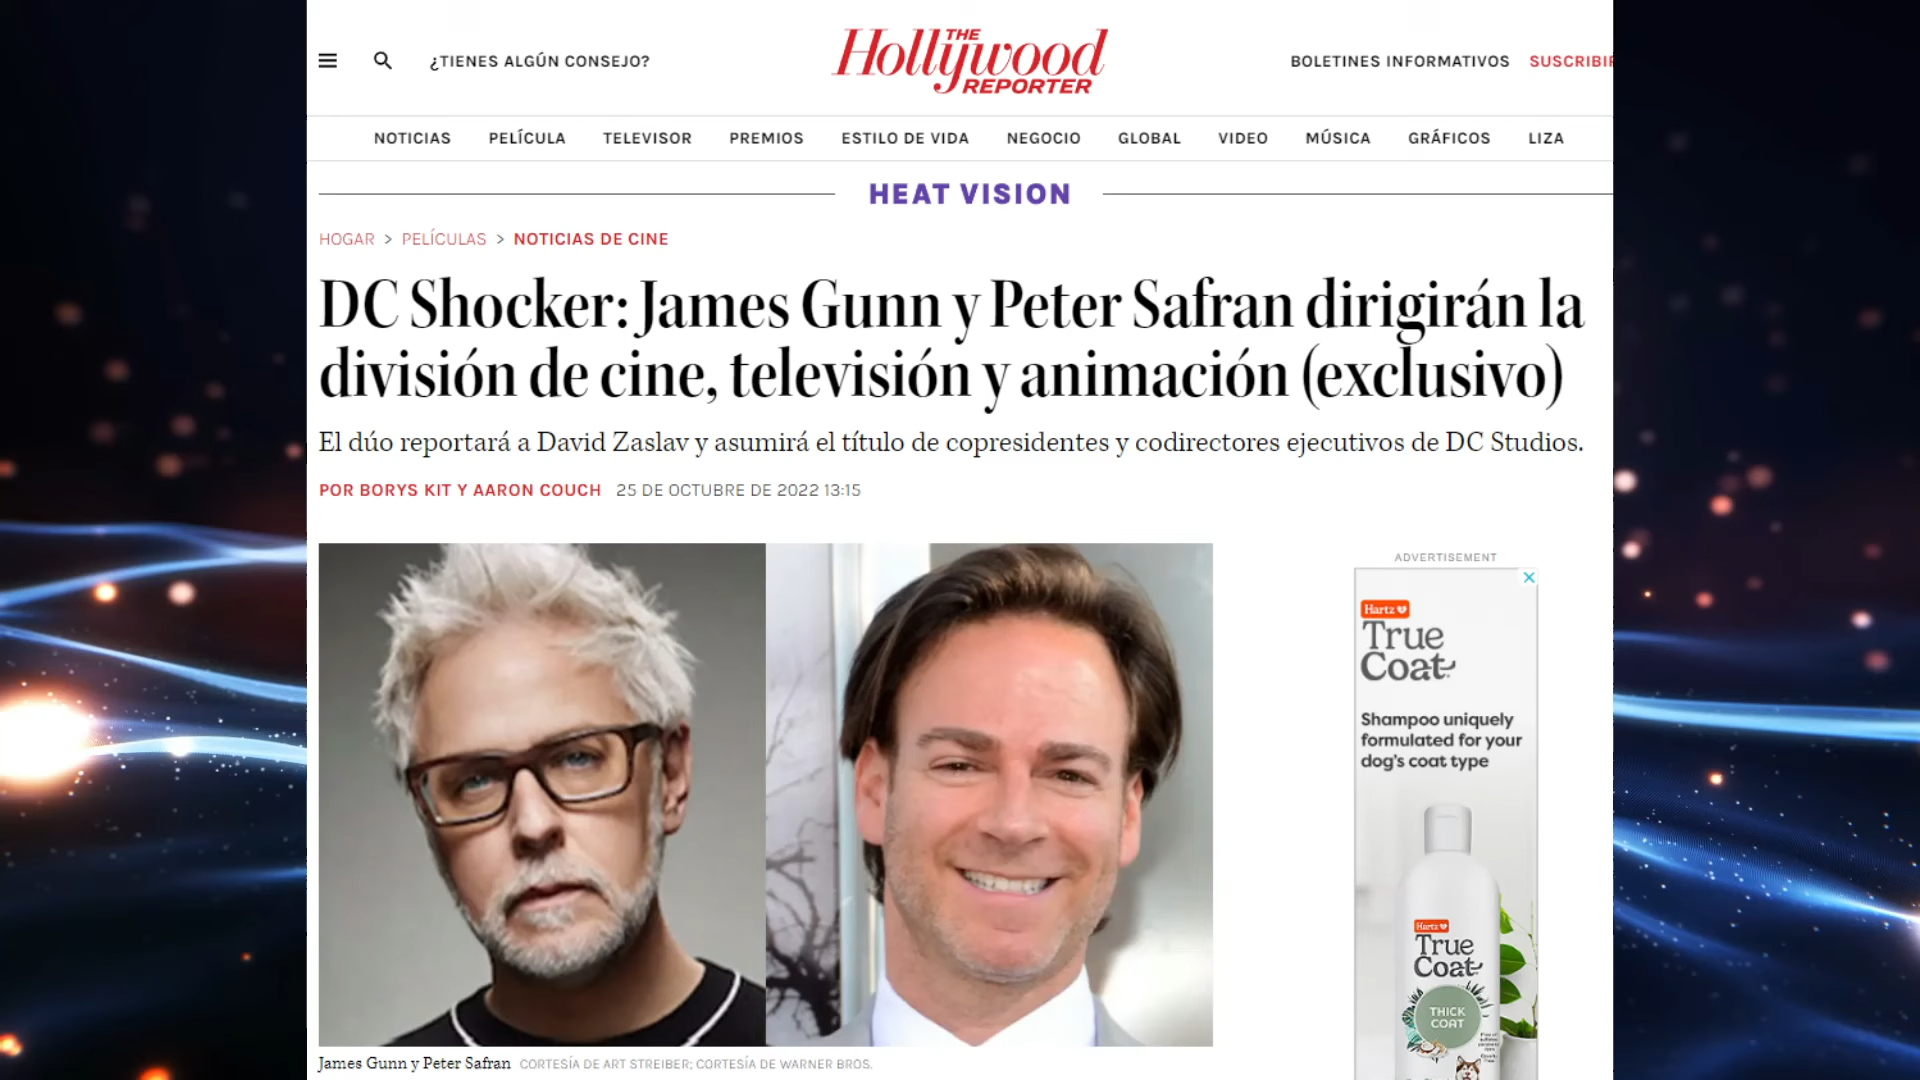 ¿TIENES ALGÚN CONSEJO?
THE
Hollywood
REPORTER
BOLETINES INFORMATIVOS SUSCRIBIR
NOTICIAS PELÍCULA TELEVISOR PREMIOS ESTILO DE VIDA NEGOCIO GLOBAL VIDEO MÚSICA GRÁFICOS LIZA
HEAT VISION
HOGAR > PELÍCULAS > NOTICIAS DE CINE
DC Shocker: James Gunn y Peter Safran dirigirán la
división de cine, televisión y animación (exclusivo)
El dúo reportará a David Zaslav y asumirá el título de copresidentes y codirectores ejecutivos de DC Studios.
POR BORYS KIT Y AARON COUCH 25 DE OCTUBRE DE 2022 13:15
ADVERTISEMENT
Hartz
True
Coat
Shampoo uniquely
formulated for your
dog's coat type
Hartz
True
Coat
THICK
COAT
James Gunn y Peter Safran CORTESÍA DE ART STREIBER; CORTESÍA DE WARNER BROS.